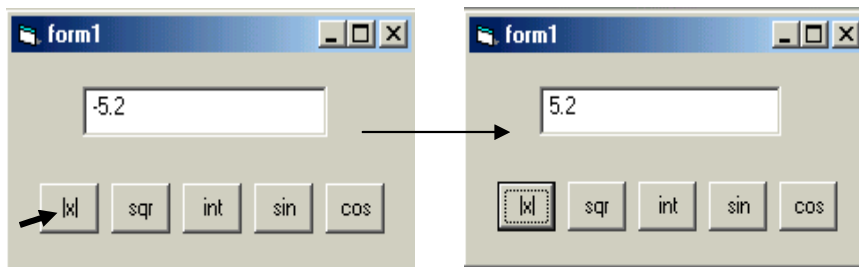 form1
-5.2
|x| sqr int sin cos
form1
5.2
|x| sqr int sin cos